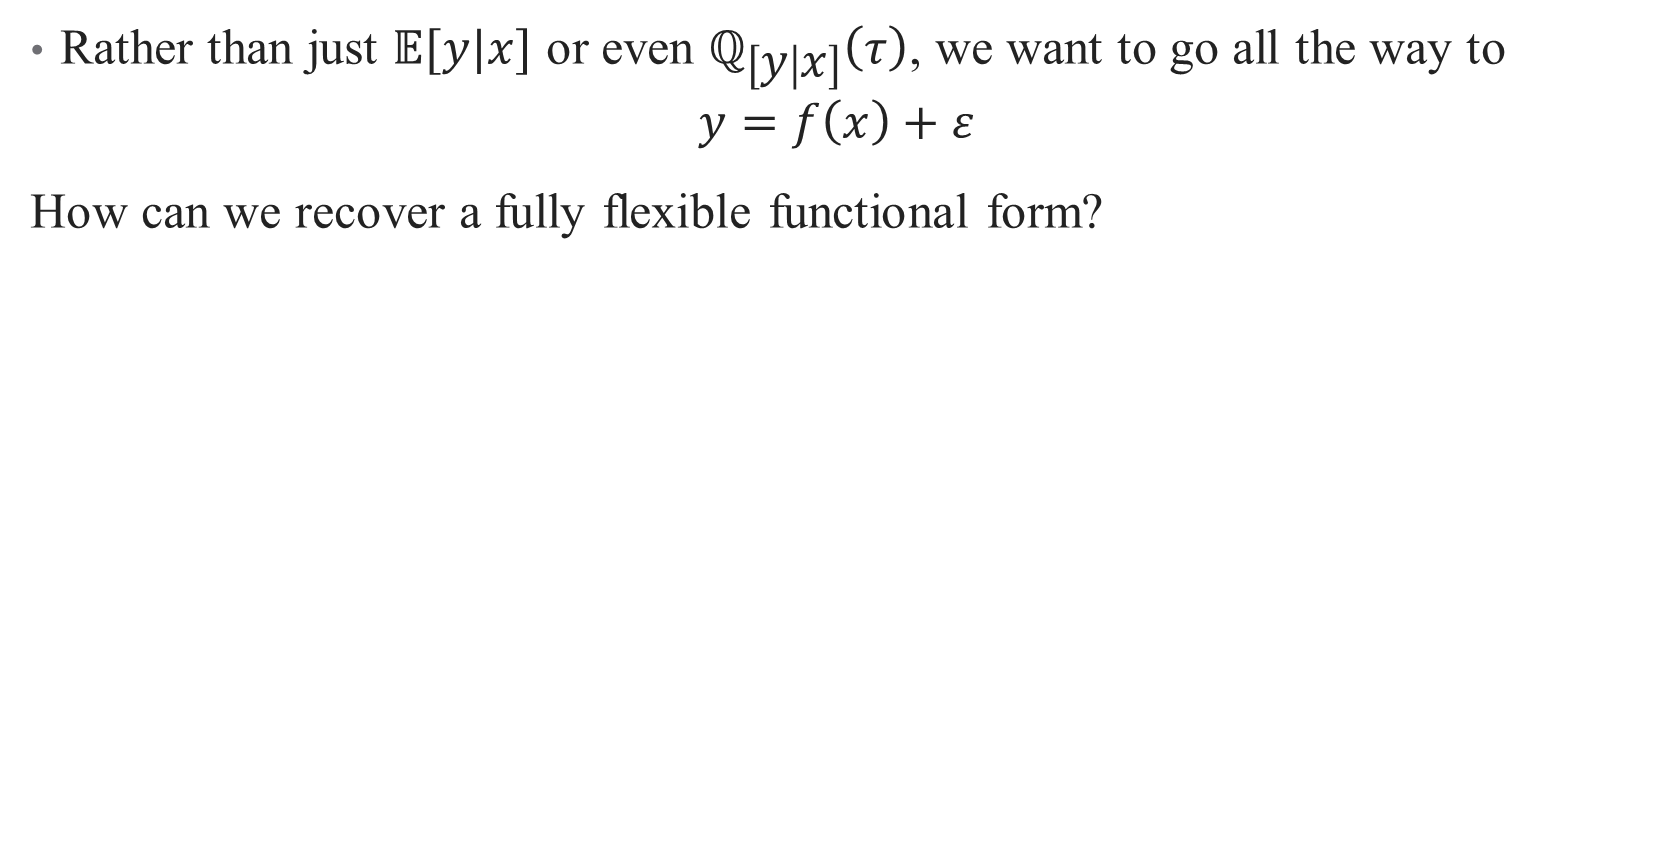 • Rather than just 𝔼[y|x] or even ℚ[y|x](τ), we want to go all the way to
y = f(x) + ε
How can we recover a fully flexible functional form?